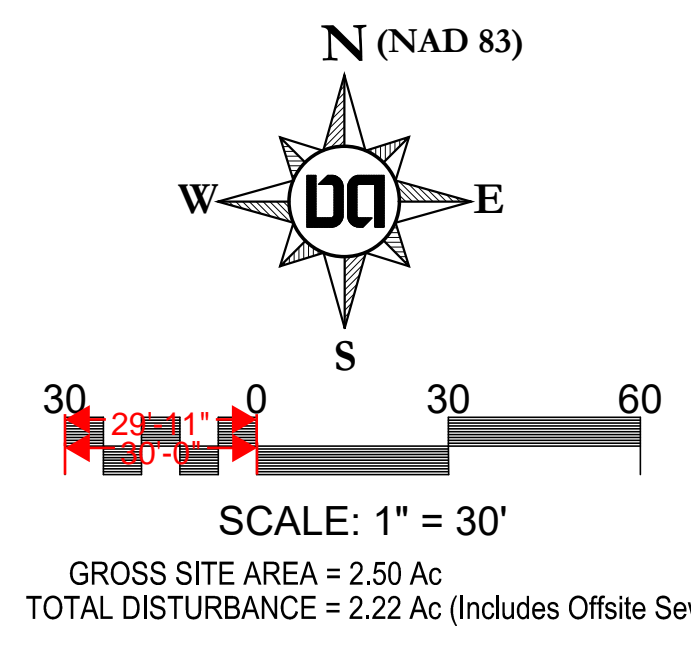 N (NAD 83)
W E
S
30 0 30 60
29'-11"
30'-0"
SCALE: 1" = 30'
GROSS SITE AREA = 2.50 Ac
TOTAL DISTURBANCE = 2.22 Ac (Includes Offsite